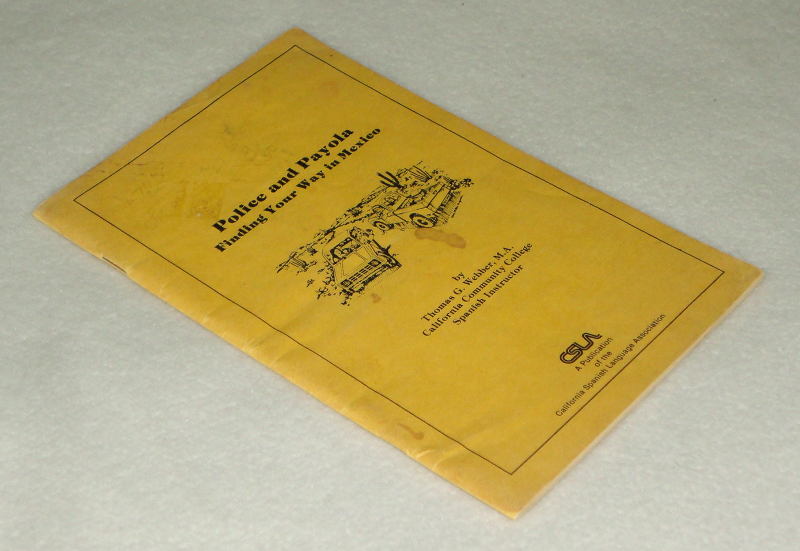 Police and Payola
Finding Your Way in Mexico
by
Thomas G. Webber, M.A.
California Community College
Spanish Instructor
CSLA
A Publication
of the
California Spanish Language Association